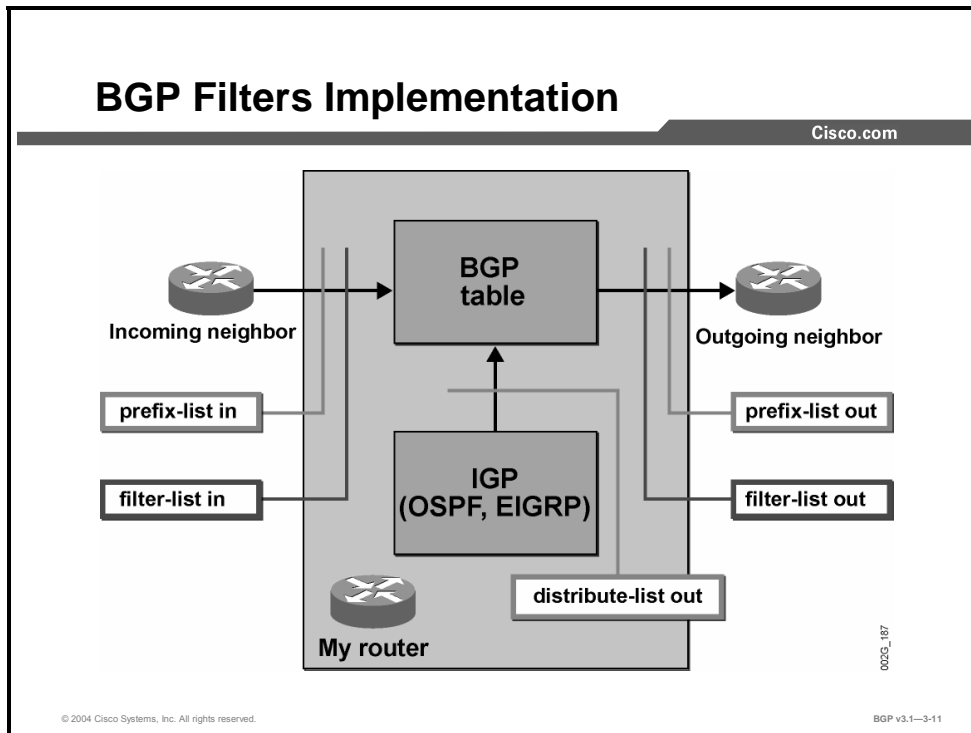 BGP Filters Implementation
Cisco.com
BGP
table
Incoming neighbor
Outgoing neighbor
prefix-list in
prefix-list out
IGP
(OSPF, EIGRP)
filter-list in
filter-list out
distribute-list out
My router
002G_187
© 2004 Cisco Systems, Inc. All rights reserved.
BGP v3.1—3-11